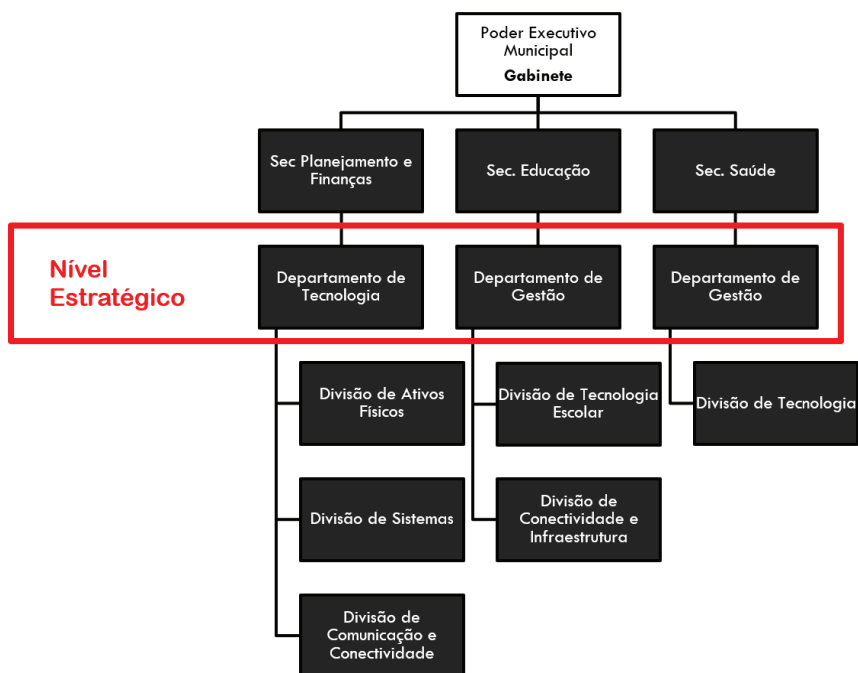 Poder Executivo
Municipal
Gabinete
Sec Planejamento e
Finanças
Sec. Educação
Sec. Saúde
Nível
Estratégico
Departamento de
Tecnologia
Departamento de
Gestão
Departamento de
Gestão
Divisão de Ativos
Físicos
Divisão de Tecnologia
Escolar
Divisão de Tecnologia
Divisão de Sistemas
Divisão de
Conectividade e
Infraestrutura
Divisão de
Comunicação e
Conectividade